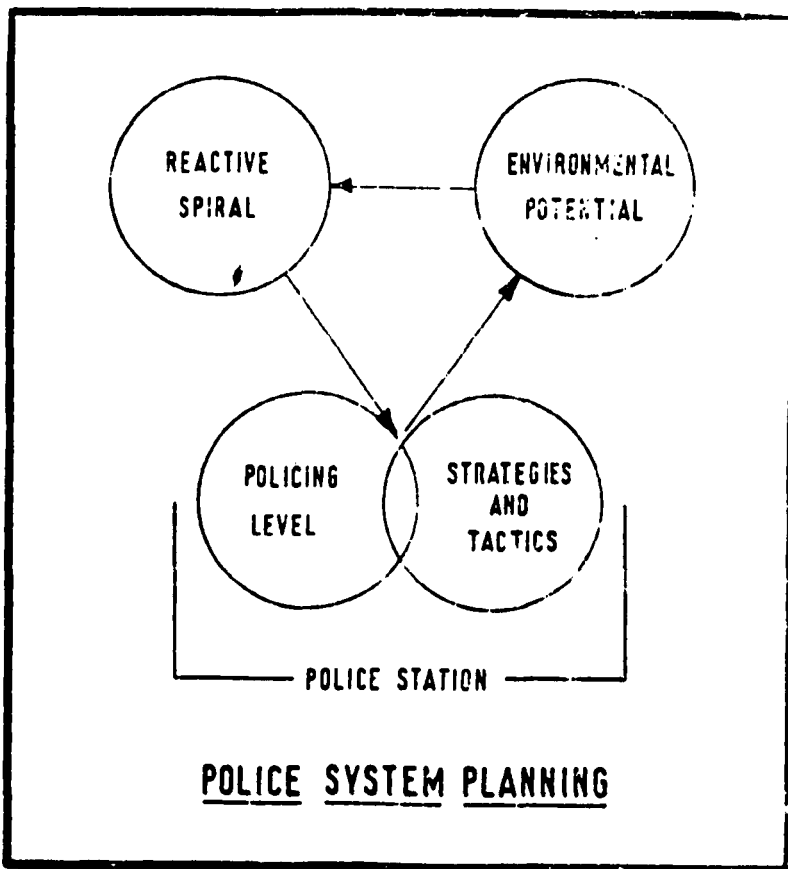 REACTIVE
SPIRAL
ENVIRONMENTAL
POTENTIAL
POLICING
LEVEL
STRATEGIES
AND
TACTICS
POLICE STATION
POLICE SYSTEM PLANNING